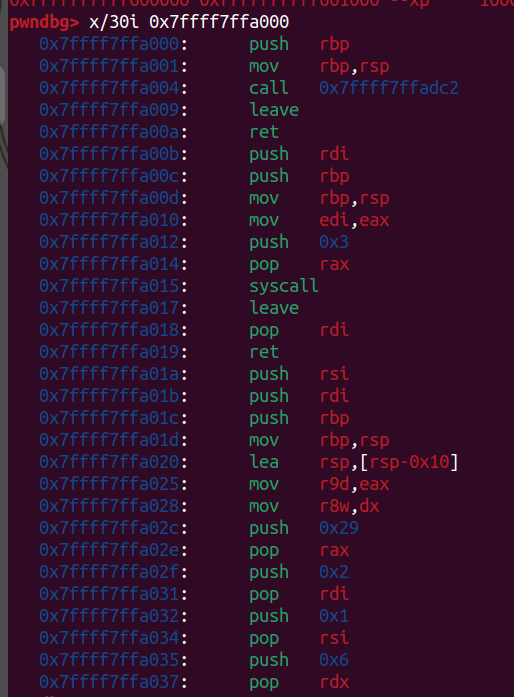 pwndbg> x/30i 0x7ffff7ffa000
0x7ffff7ffa000: push rbp
0x7ffff7ffa001: mov rbp,rsp
0x7ffff7ffa004: call 0x7ffff7ffadc2
0x7ffff7ffa009: leave
0x7ffff7ffa00a: ret
0x7ffff7ffa00b: push rdi
0x7ffff7ffa00c: push rbp
0x7ffff7ffa00d: mov rbp,rsp
0x7ffff7ffa010: mov edi,eax
0x7ffff7ffa012: push 0x3
0x7ffff7ffa014: pop rax
0x7ffff7ffa015: syscall
0x7ffff7ffa017: leave
0x7ffff7ffa018: pop rdi
0x7ffff7ffa019: ret
0x7ffff7ffa01a: push rsi
0x7ffff7ffa01b: push rdi
0x7ffff7ffa01c: push rbp
0x7ffff7ffa01d: mov rbp,rsp
0x7ffff7ffa020: lea rsp,[rsp-0x10]
0x7ffff7ffa025: mov r9d,eax
0x7ffff7ffa028: mov r8w,dx
0x7ffff7ffa02c: push 0x29
0x7ffff7ffa02e: pop rax
0x7ffff7ffa02f: push 0x2
0x7ffff7ffa031: pop rdi
0x7ffff7ffa032: push 0x1
0x7ffff7ffa034: pop rsi
0x7ffff7ffa035: push 0x6
0x7ffff7ffa037: pop rdx